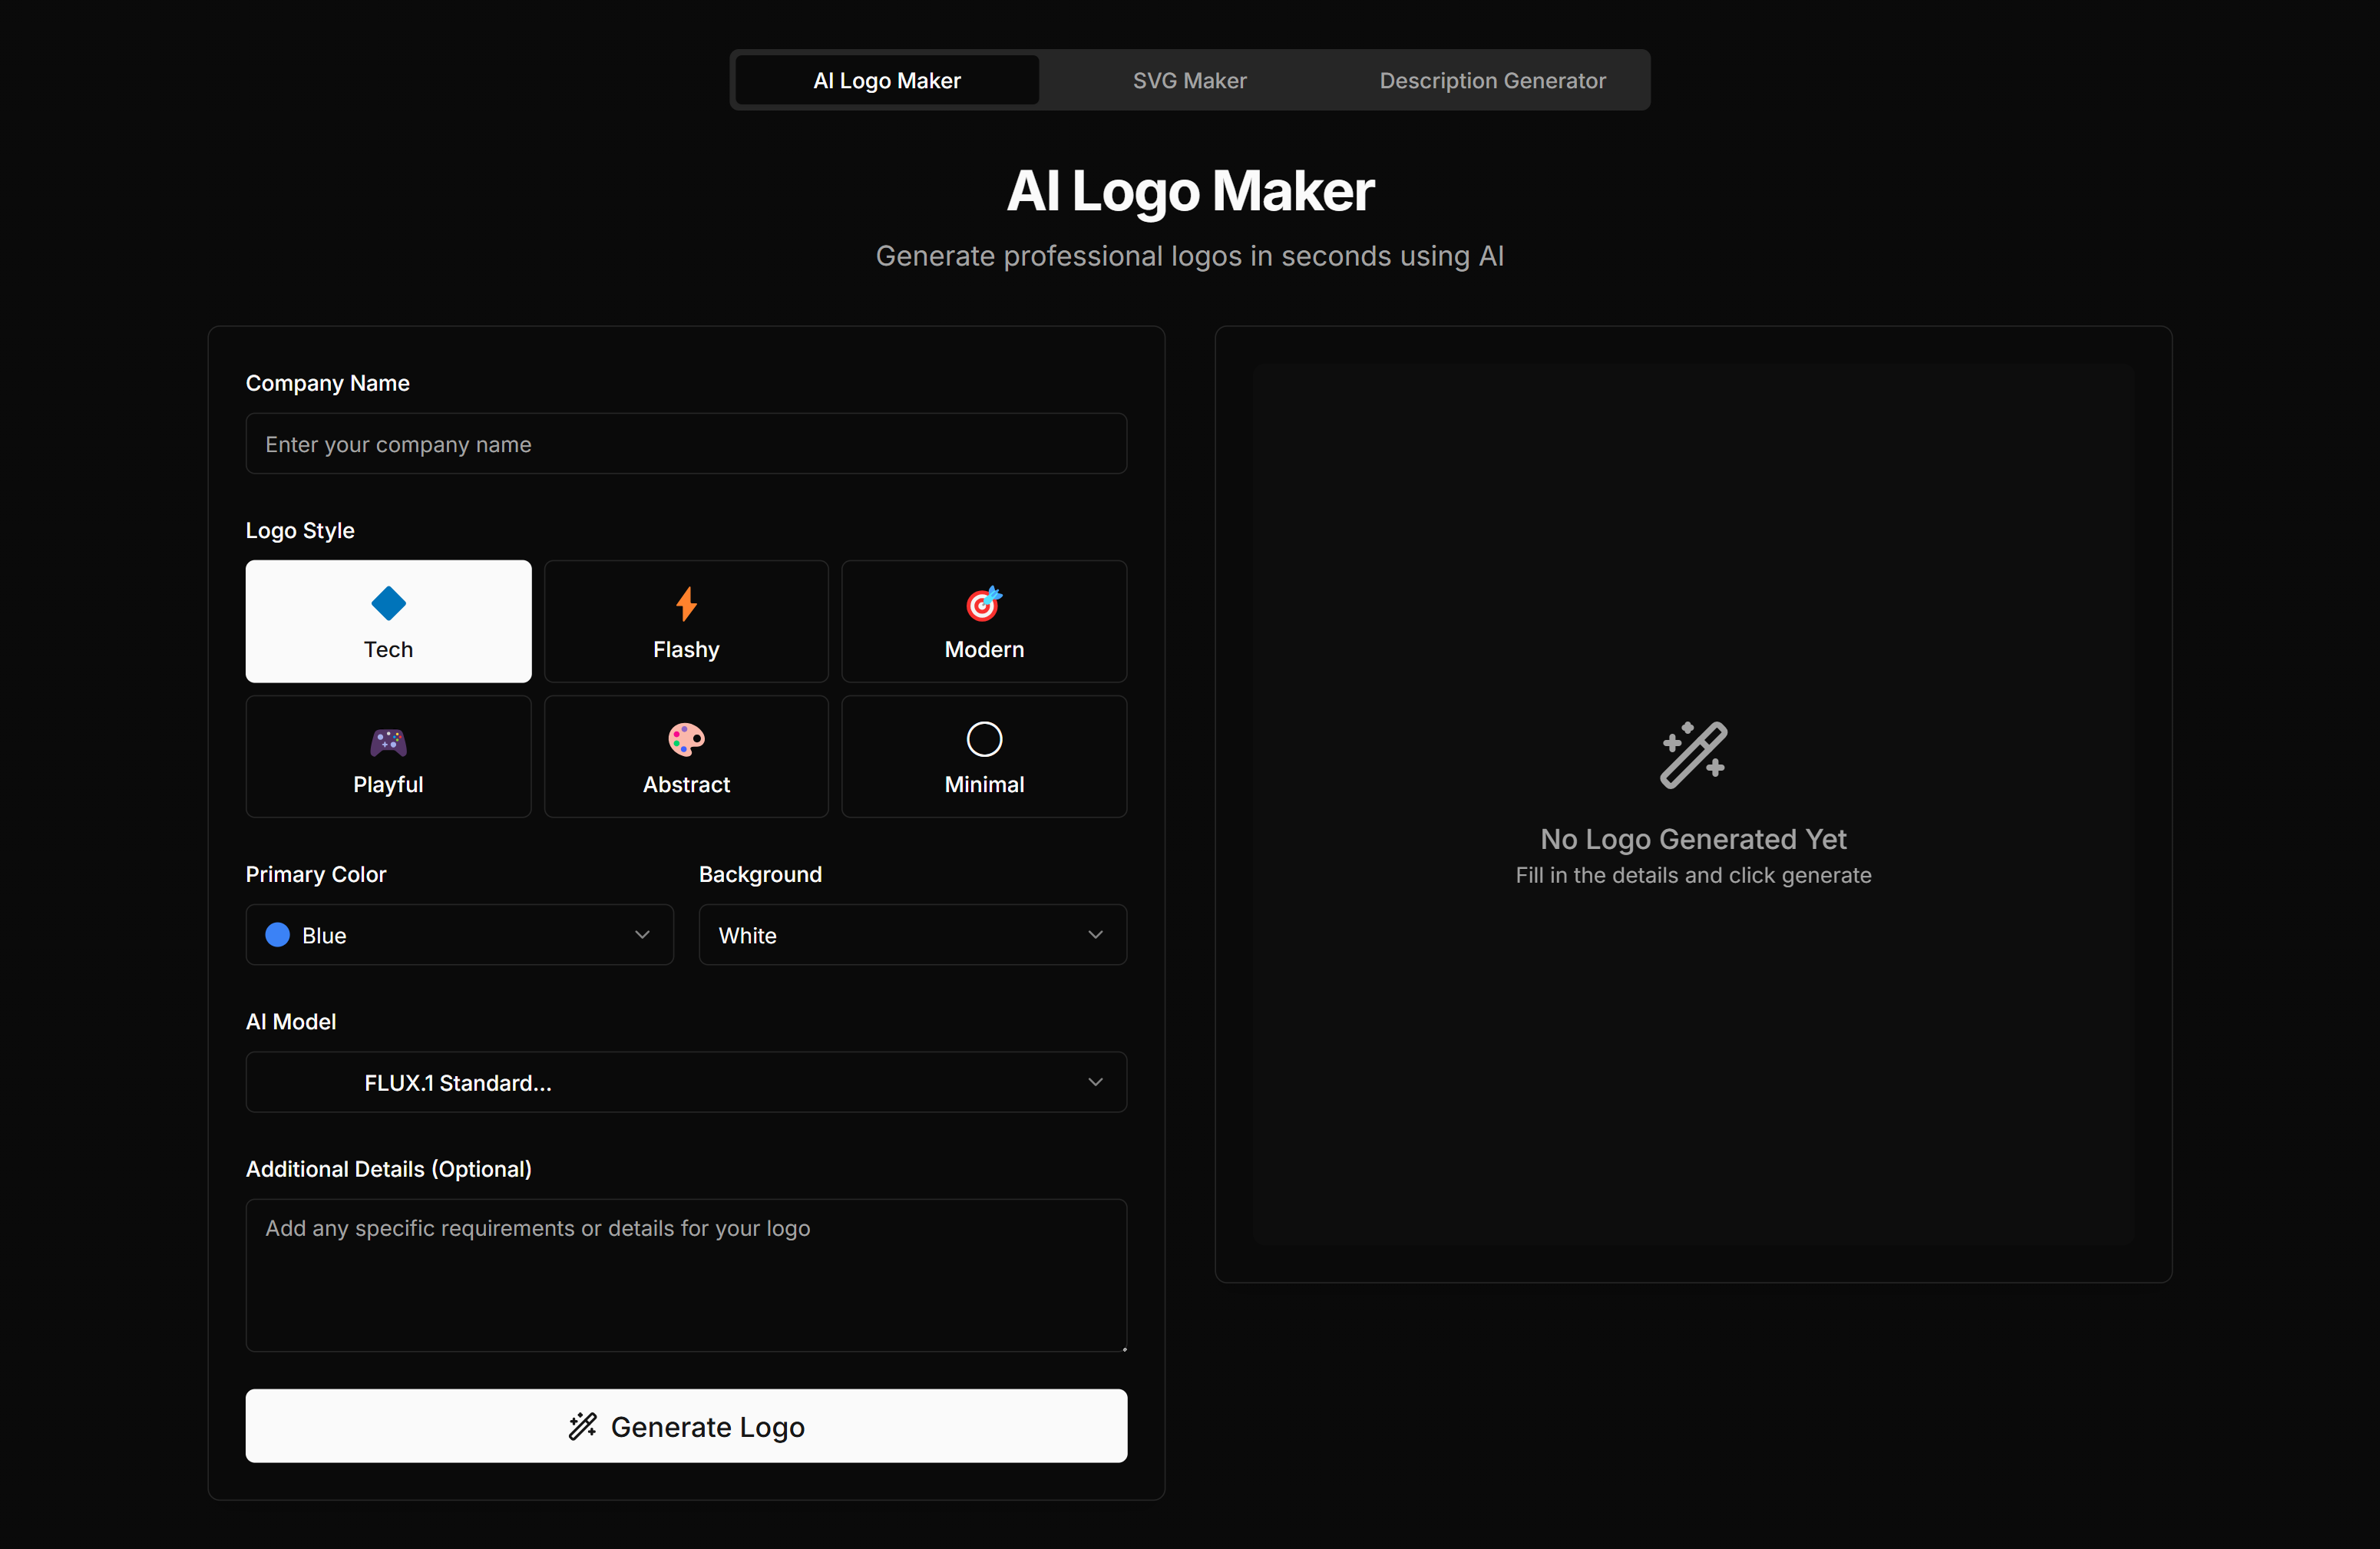 AI Logo Maker
SVG Maker
Description Generator
AI Logo Maker
Generate professional logos in seconds using AI
Company Name
Enter your company name
Logo Style
Tech
Flashy
Modern
Playful
Abstract
Minimal
Primary Color
Background
Blue
White
AI Model
FLUX.1 Standard...
Additional Details (Optional)
Add any specific requirements or details for your logo
Generate Logo
No Logo Generated Yet
Fill in the details and click generate